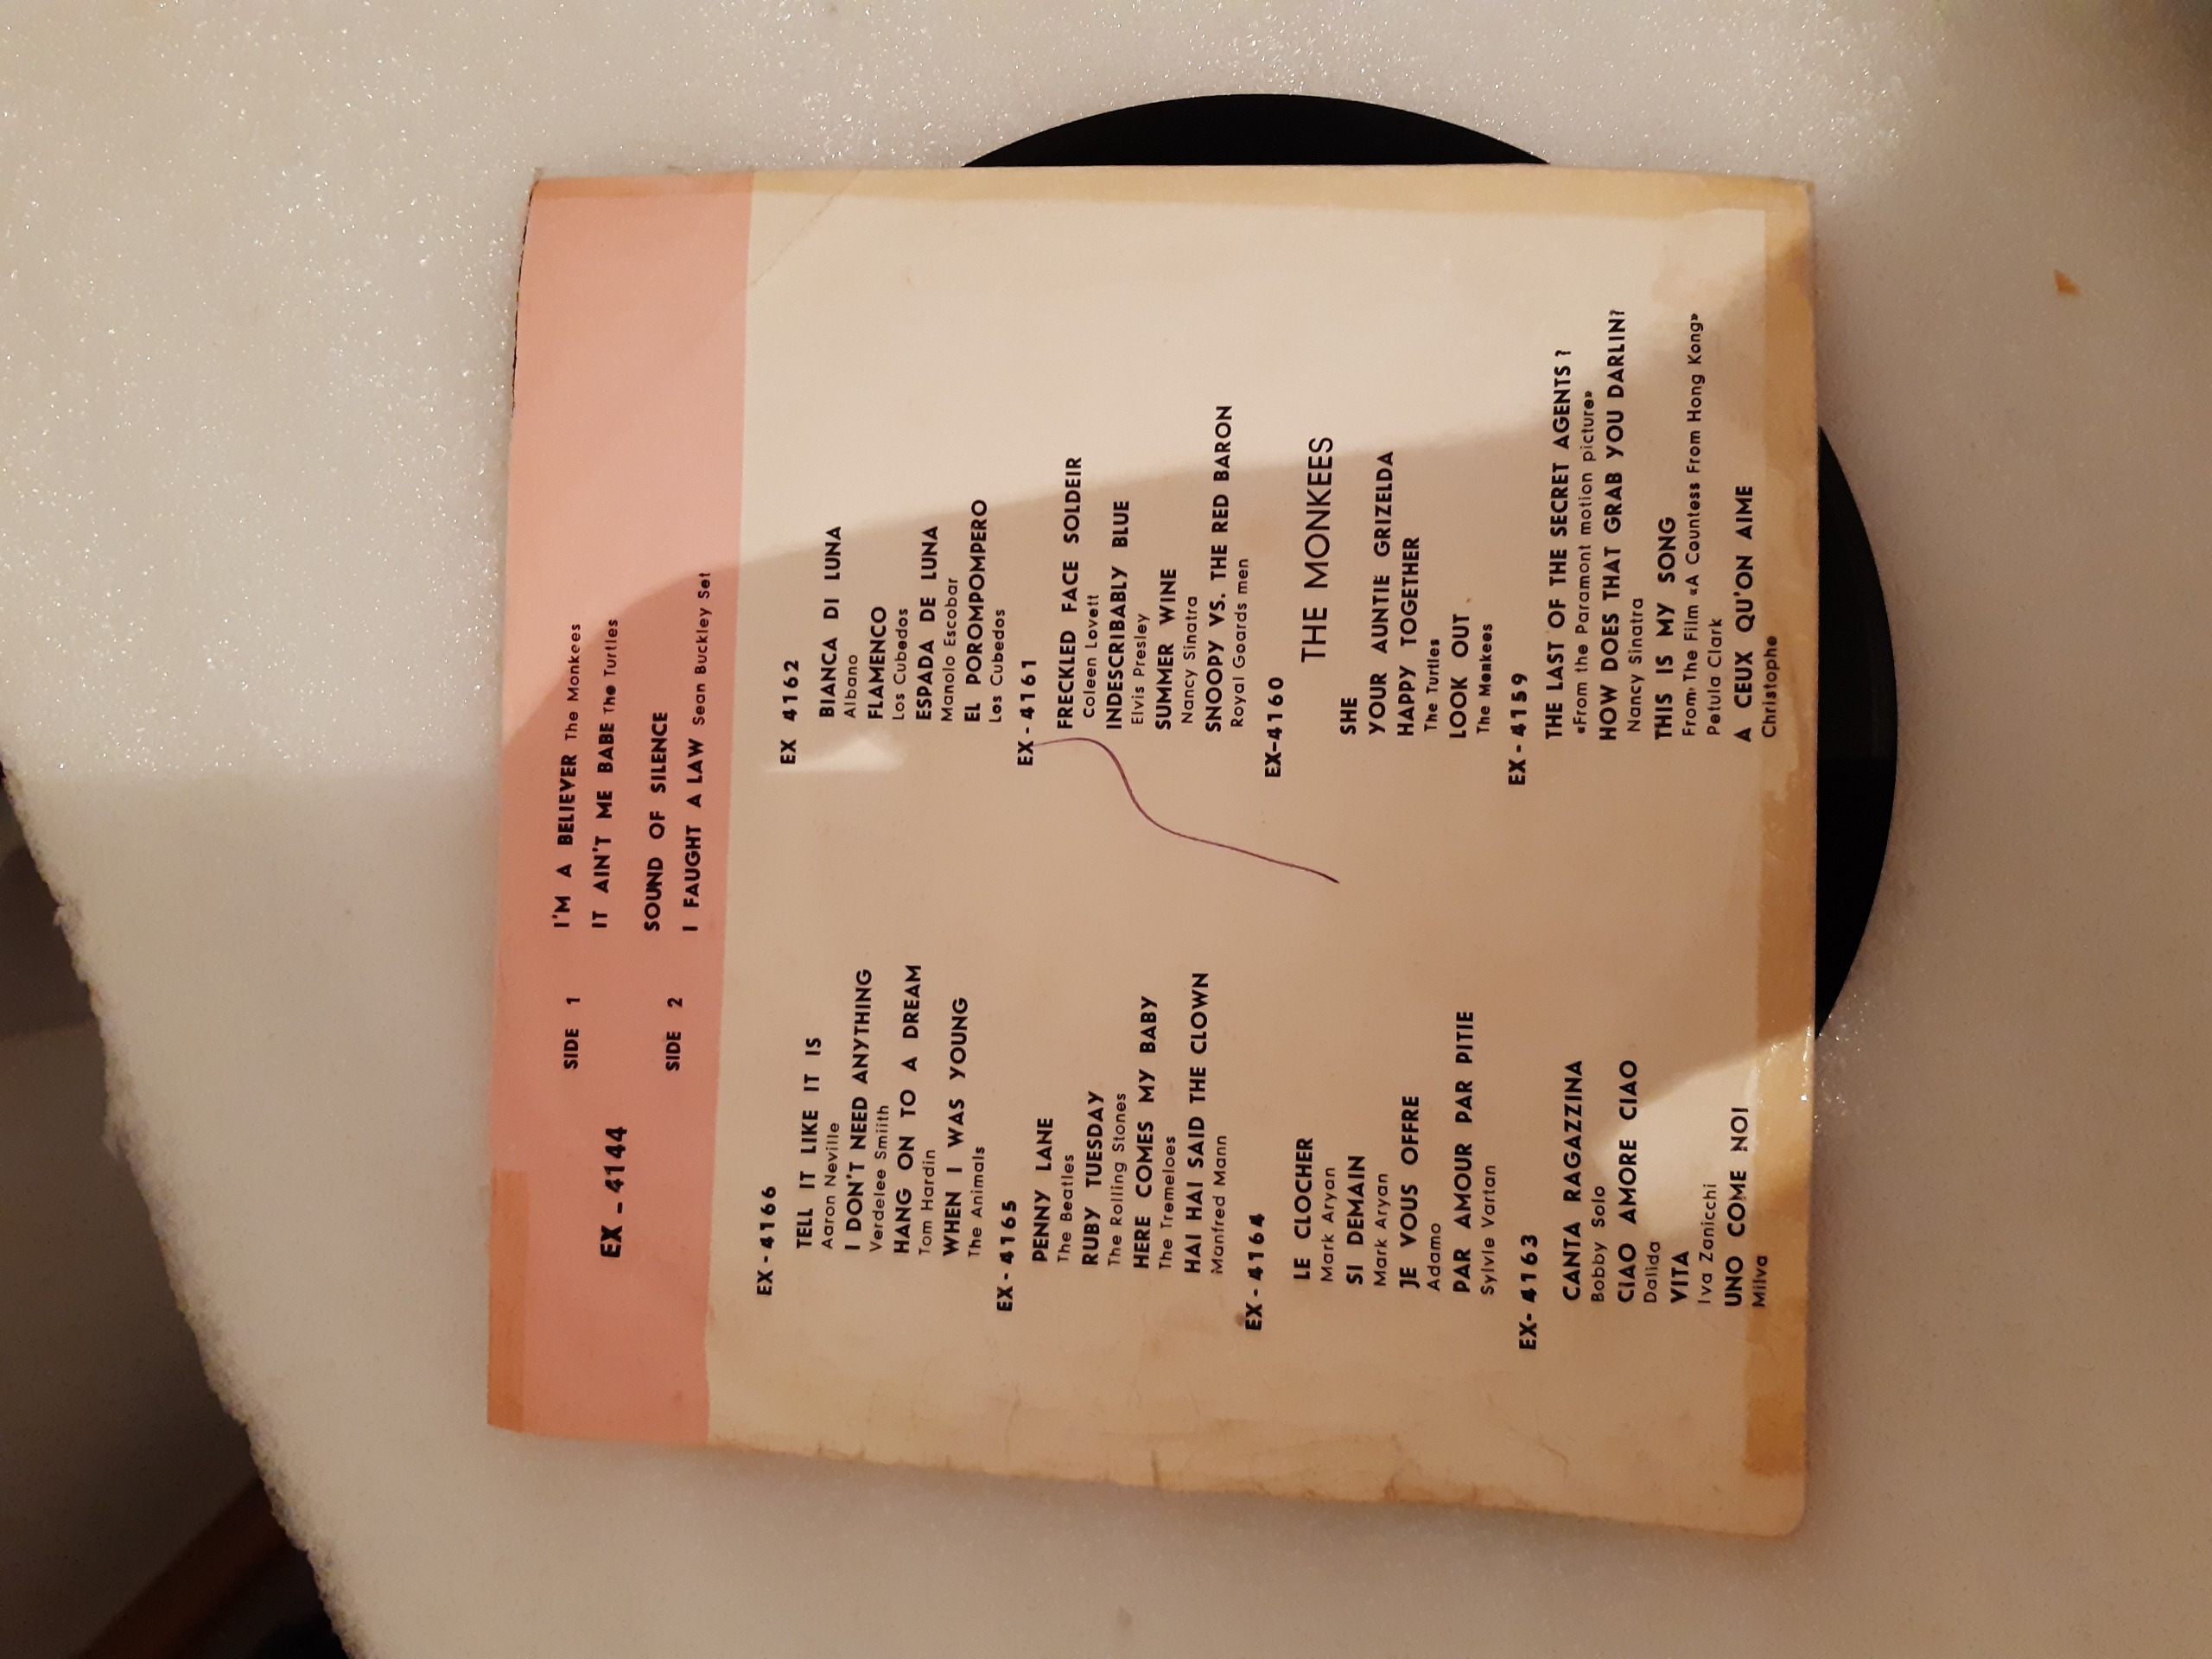 EX - 4144
SIDE 1
I'M A BELIEVER The Monkees
IT AIN'T ME BABE The Turtles
SIDE 2
SOUND OF SILENCE
I FAUGHT A LAW Sean Buckley Set
EX - 4166
TELL IT LIKE IT IS
Aaron Neville
I DON'T NEED ANYTHING
Verdelee Smiith
HANG ON TO A DREAM
Tom Hardin
WHEN I WAS YOUNG
The Animals
EX - 4165
PENNY LANE
The Beatles
RUBY TUESDAY
The Rolling Stones
HERE COMES MY BABY
The Tremeloes
HAI HAI SAID THE CLOWN
Manfred Mann
EX - 4164
LE CLOCHER
Mark Aryan
SI DEMAIN
Mark Aryan
JE VOUS OFFRE
Adamo
PAR AMOUR PAR PITIE
Sylvie Vartan
EX- 4163
CANTA RAGAZZINA
Bobby Solo
CIAO AMORE CIAO
Dalida
VITA
Iva Zanicchi
UNO COME NOI
Milva
EX 4162
BIANCA DI LUNA
Albano
FLAMENCO
Los Cubedos
ESPADA DE LUNA
Manolo Escobar
EL POROMPOMPERO
Los Cubedos
EX - 4161
FRECKLED FACE SOLDEIR
Coleen Lovett
INDESCRIBABLY BLUE
Elvis Presley
SUMMER WINE
Nancy Sinatra
SNOOPY VS. THE RED BARON
Royal Goards men
EX-4160
THE MONKEES
SHE
YOUR AUNTIE GRIZELDA
HAPPY TOGETHER
The Turtles
LOOK OUT
The Monkees
EX - 4159
THE LAST OF THE SECRET AGENTS ?
«From the Paramont motion picture»
HOW DOES THAT GRAB YOU DARLIN?
Nancy Sinatra
THIS IS MY SONG
From The Film «A Countess From Hong Kong»
Petula Clark
A CEUX QU'ON AIME
Christophe